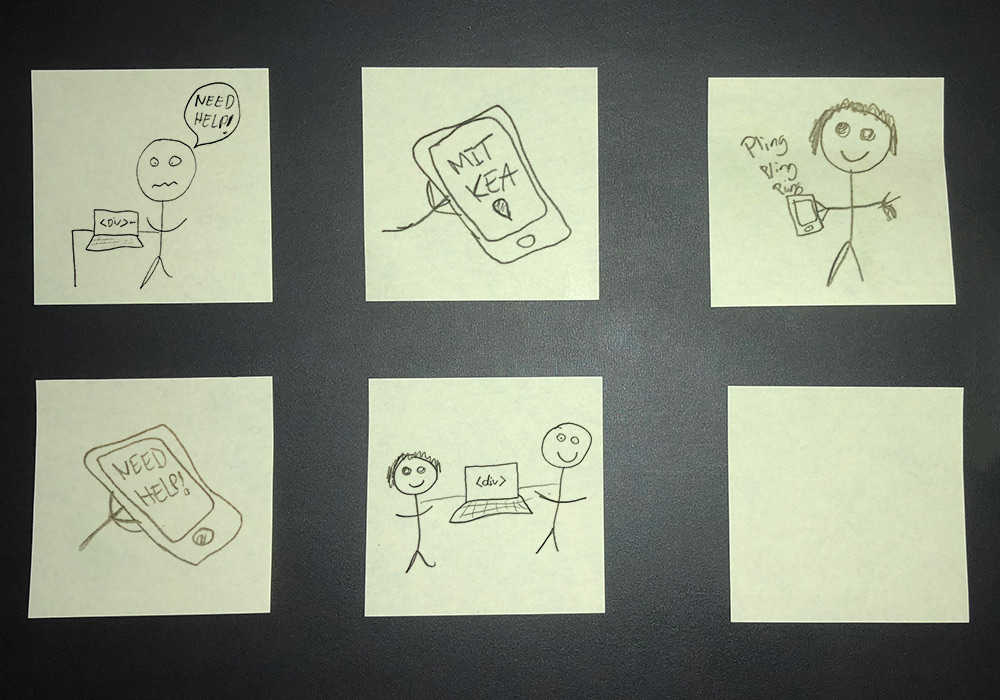 NEED
HELP!
<div>
MIT
KEA
Pling
Pling
Pling
NEED
HELP!
<div>